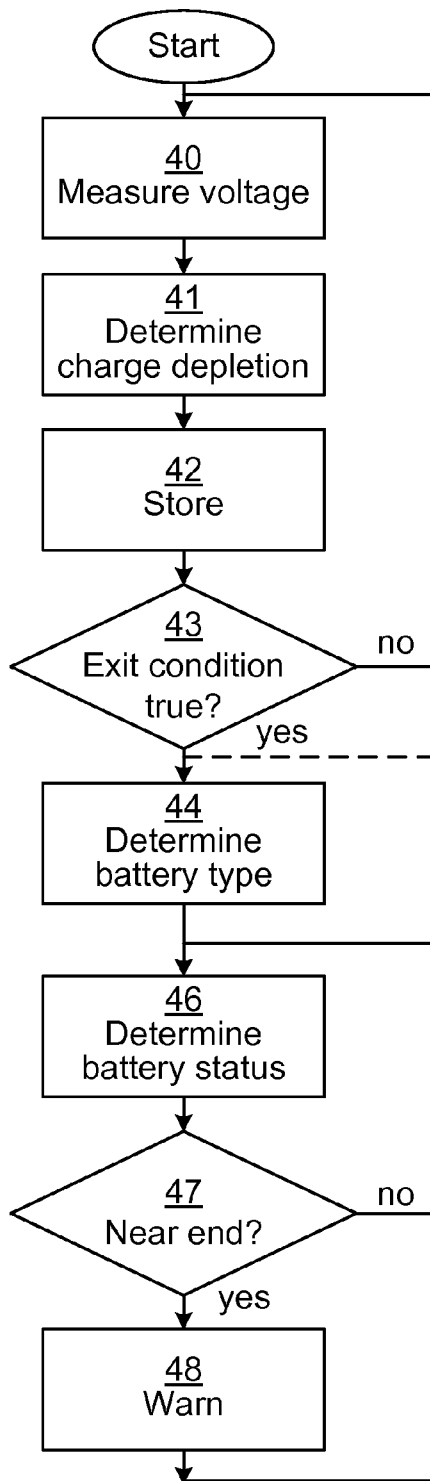 Start
40
Measure voltage
41
Determine
charge depletion
42
Store
43
Exit condition
true?
no
yes
44
Determine
battery type
46
Determine
battery status
47
Near end?
no
yes
48
Warn